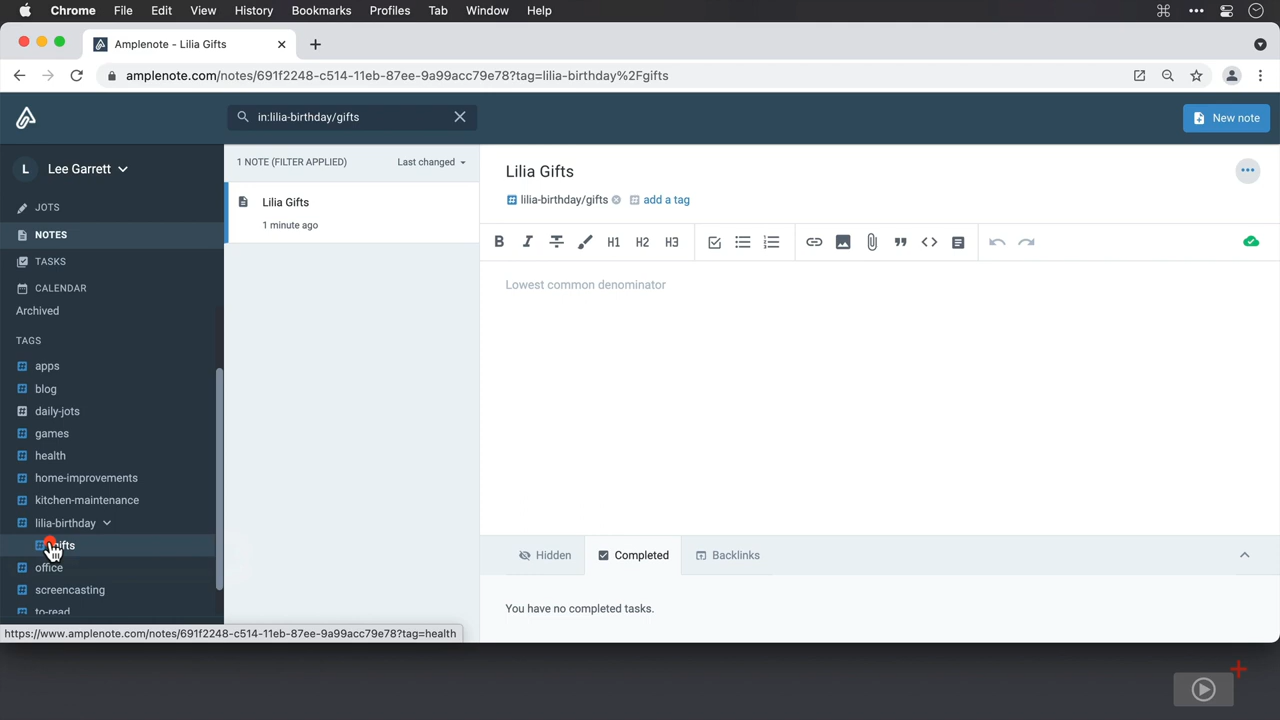 Chrome File Edit View History Bookmarks Profiles Tab Window Help
Amplenote - Lilia Gifts
amplenote.com/notes/691f2248-c514-11eb-87ee-9a99acc79e78?tag=lilia-birthday%2Fgifts
in:lilia-birthday/gifts
New note
L Lee Garrett
JOTS
NOTES
TASKS
CALENDAR
Archived
TAGS
apps
blog
daily-jots
games
health
home-improvements
kitchen-maintenance
lilia-birthday
office
screencasting
to-read
https://www.amplenote.com/notes/691f2248-c514-11eb-87ee-9a99acc79e78?tag=health
1 NOTE (FILTER APPLIED) Last changed
Lilia Gifts
1 minute ago
Lilia Gifts
lilia-birthday/gifts add a tag
B I S H1 H2 H3
Lowest common denominator
Hidden Completed Backlinks
You have no completed tasks.